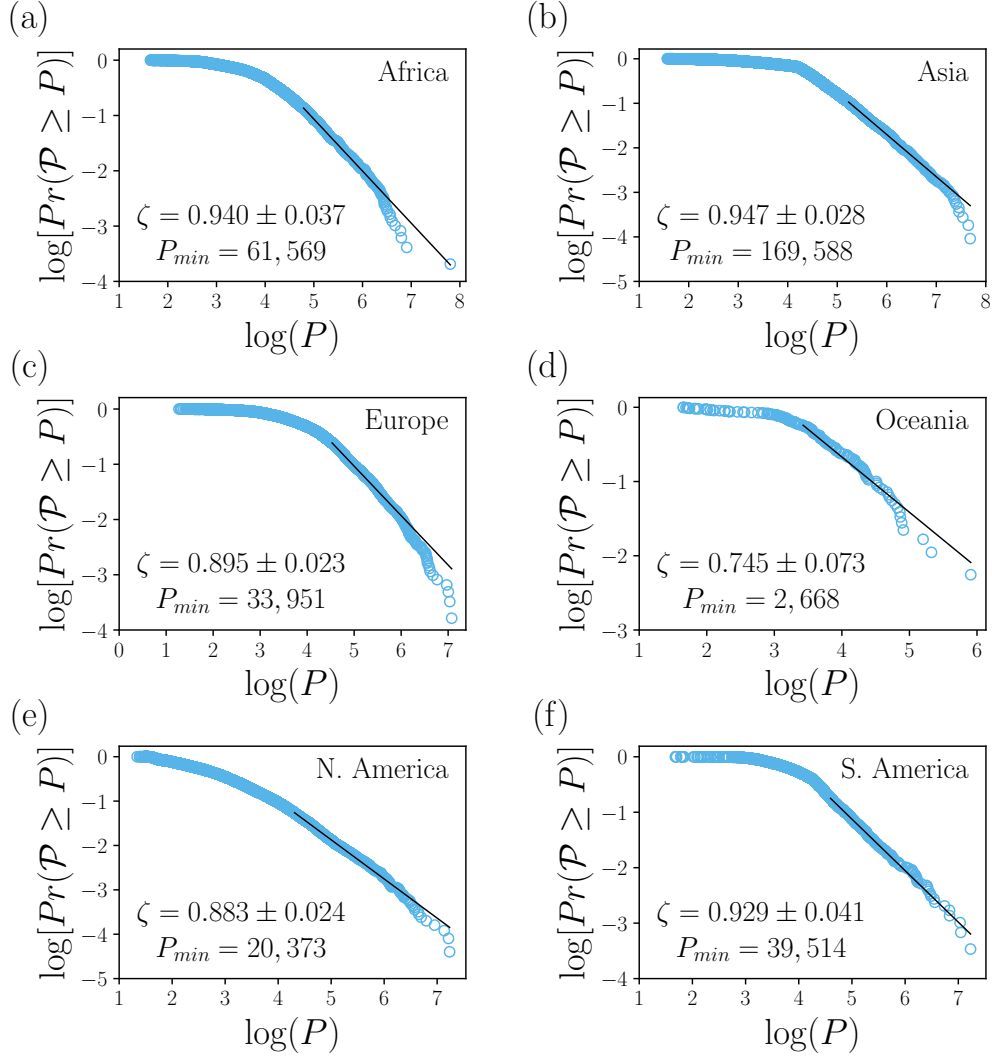 (a)
log[Pr(𝒫 ≥ P)]
0
−1
−2
−3
−4
Africa
ζ = 0.940 ± 0.037
P_min = 61,569
1 2 3 4 5 6 7 8
log(P)
(b)
log[Pr(𝒫 ≥ P)]
0
−1
−2
−3
−4
−5
Asia
ζ = 0.947 ± 0.028
P_min = 169,588
1 2 3 4 5 6 7 8
log(P)
(c)
log[Pr(𝒫 ≥ P)]
0
−1
−2
−3
−4
Europe
ζ = 0.895 ± 0.023
P_min = 33,951
0 1 2 3 4 5 6 7
log(P)
(d)
log[Pr(𝒫 ≥ P)]
0
−1
−2
−3
Oceania
ζ = 0.745 ± 0.073
P_min = 2,668
1 2 3 4 5 6
log(P)
(e)
log[Pr(𝒫 ≥ P)]
0
−1
−2
−3
−4
−5
N. America
ζ = 0.883 ± 0.024
P_min = 20,373
1 2 3 4 5 6 7
log(P)
(f)
log[Pr(𝒫 ≥ P)]
0
−1
−2
−3
−4
S. America
ζ = 0.929 ± 0.041
P_min = 39,514
1 2 3 4 5 6 7
log(P)